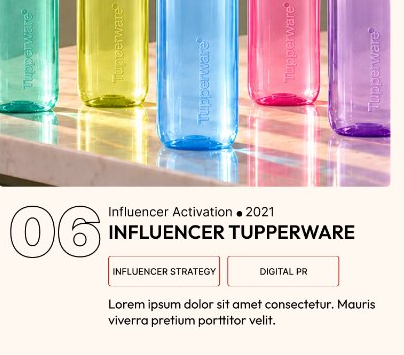 Tupperware
Tupperware
Tupperware
Tupperware
Tupperware
06
Influencer Activation • 2021
INFLUENCER TUPPERWARE
INFLUENCER STRATEGY
DIGITAL PR
Lorem ipsum dolor sit amet consectetur. Mauris
viverra pretium porttitor velit.